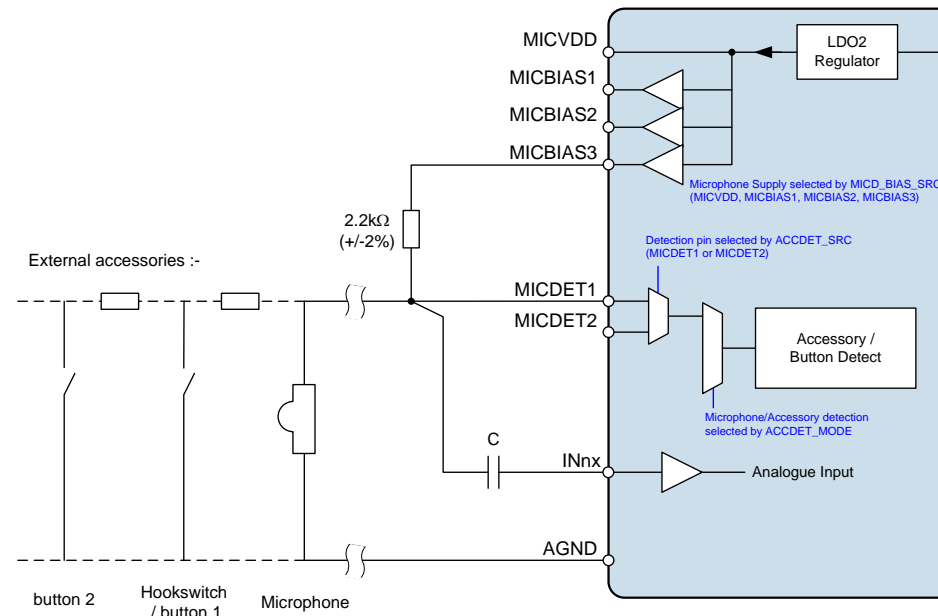 MICVDD
LDO2
Regulator
MICBIAS1
MICBIAS2
MICBIAS3
Microphone Supply selected by MICD_BIAS_SRC
(MICVDD, MICBIAS1, MICBIAS2, MICBIAS3)
2.2kΩ
(+/-2%)
Detection pin selected by ACCDET_SRC
(MICDET1 or MICDET2)
External accessories :-
MICDET1
MICDET2
Accessory /
Button Detect
Microphone/Accessory detection
selected by ACCDET_MODE
C
INnx
Analogue Input
AGND
button 2
Hookswitch
/ button 1
Microphone